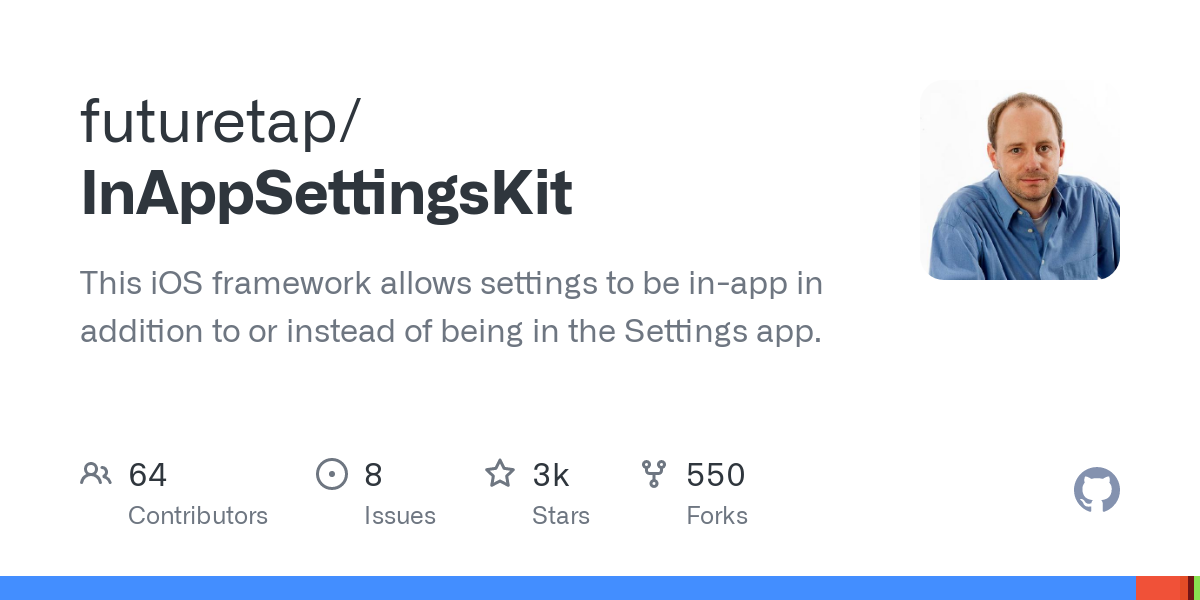 futuretap/
InAppSettingsKit
This iOS framework allows settings to be in-app in
addition to or instead of being in the Settings app.
64
Contributors
8
Issues
3k
Stars
550
Forks